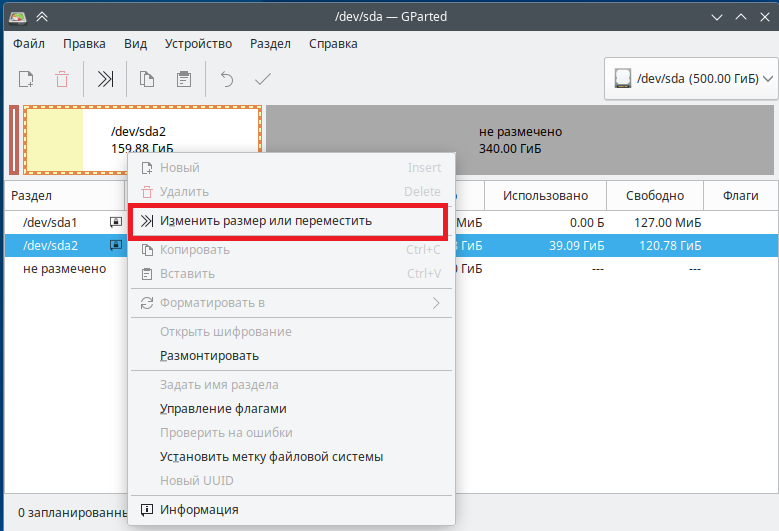 /dev/sda — GParted
Файл Правка Вид Устройство Раздел Справка
/dev/sda (500.00 ГиБ)
/dev/sda2
159.88 ГиБ
не размечено
340.00 ГиБ
Раздел Использовано Свободно Флаги
/dev/sda1 МиБ 0.00 Б 127.00 МиБ
/dev/sda2 ГиБ 39.09 ГиБ 120.78 ГиБ
не размечено ГиБ --- ---
Новый Insert
Удалить Delete
Изменить размер или переместить
Копировать Ctrl+C
Вставить Ctrl+V
Форматировать в
Открыть шифрование
Размонтировать
Задать имя раздела
Управление флагами
Проверить на ошибки
Установить метку файловой системы
Новый UUID
Информация
0 запланированны